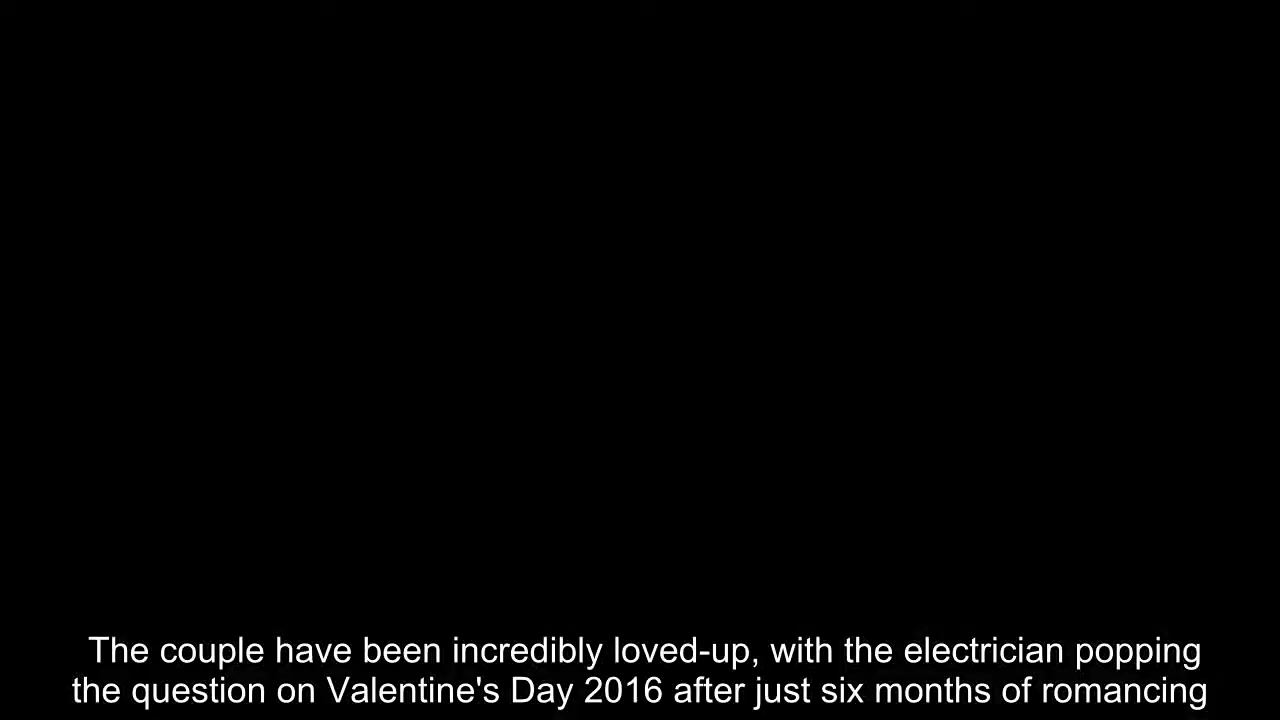 The couple have been incredibly loved-up, with the electrician popping
the question on Valentine's Day 2016 after just six months of romancing